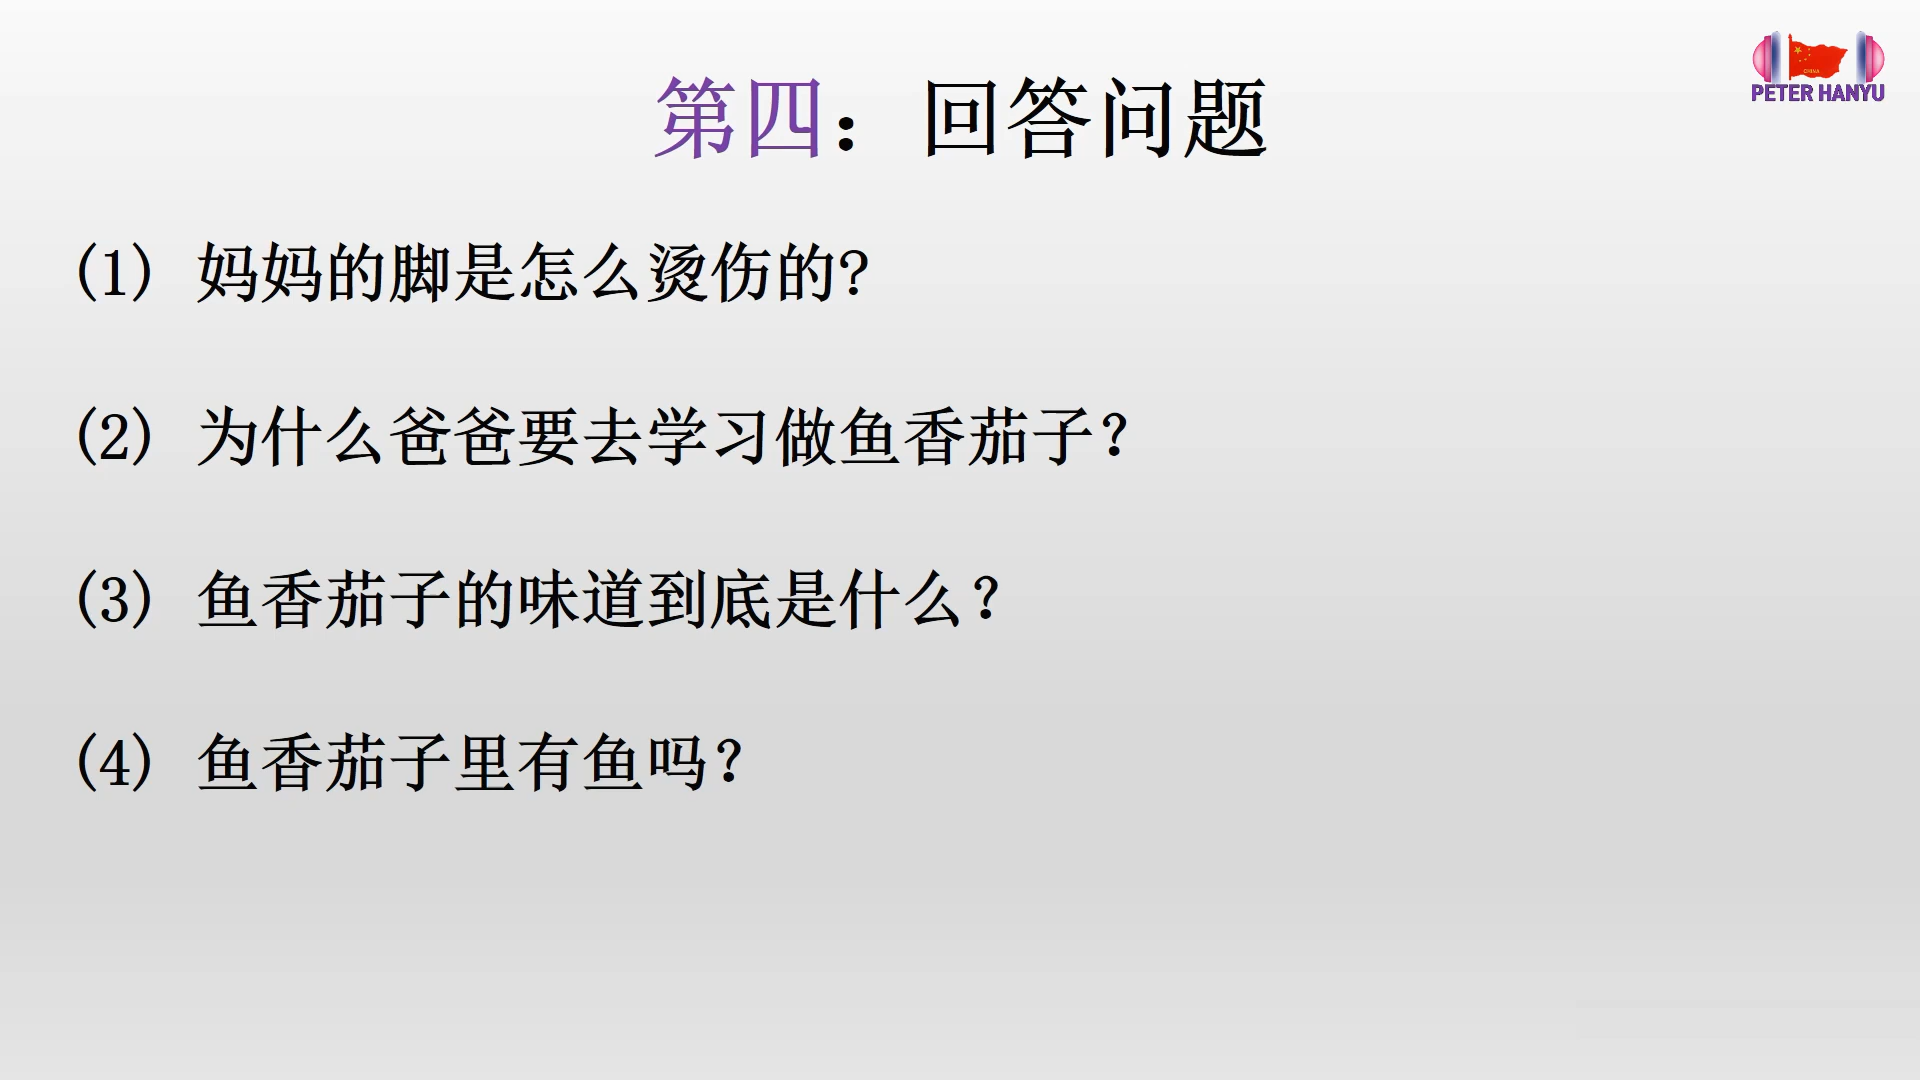 第四：回答问题
CHINA
PETER HANYU
(1) 妈妈的脚是怎么烫伤的?
(2) 为什么爸爸要去学习做鱼香茄子?
(3) 鱼香茄子的味道到底是什么?
(4) 鱼香茄子里有鱼吗?